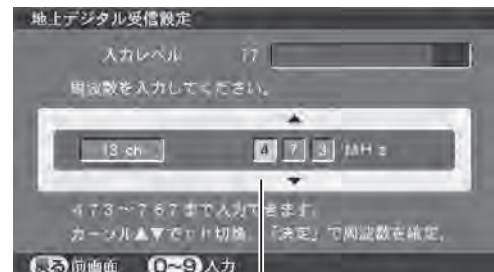 地上デジタル受信設定
入力レベル 77
周波数を入力してください。
13 ch 4 7 3 MHz
473～767まで入力できます。
カーソル▲▼でch切換、「決定」で周波数を確定。
戻る 前画面 0~9 入力